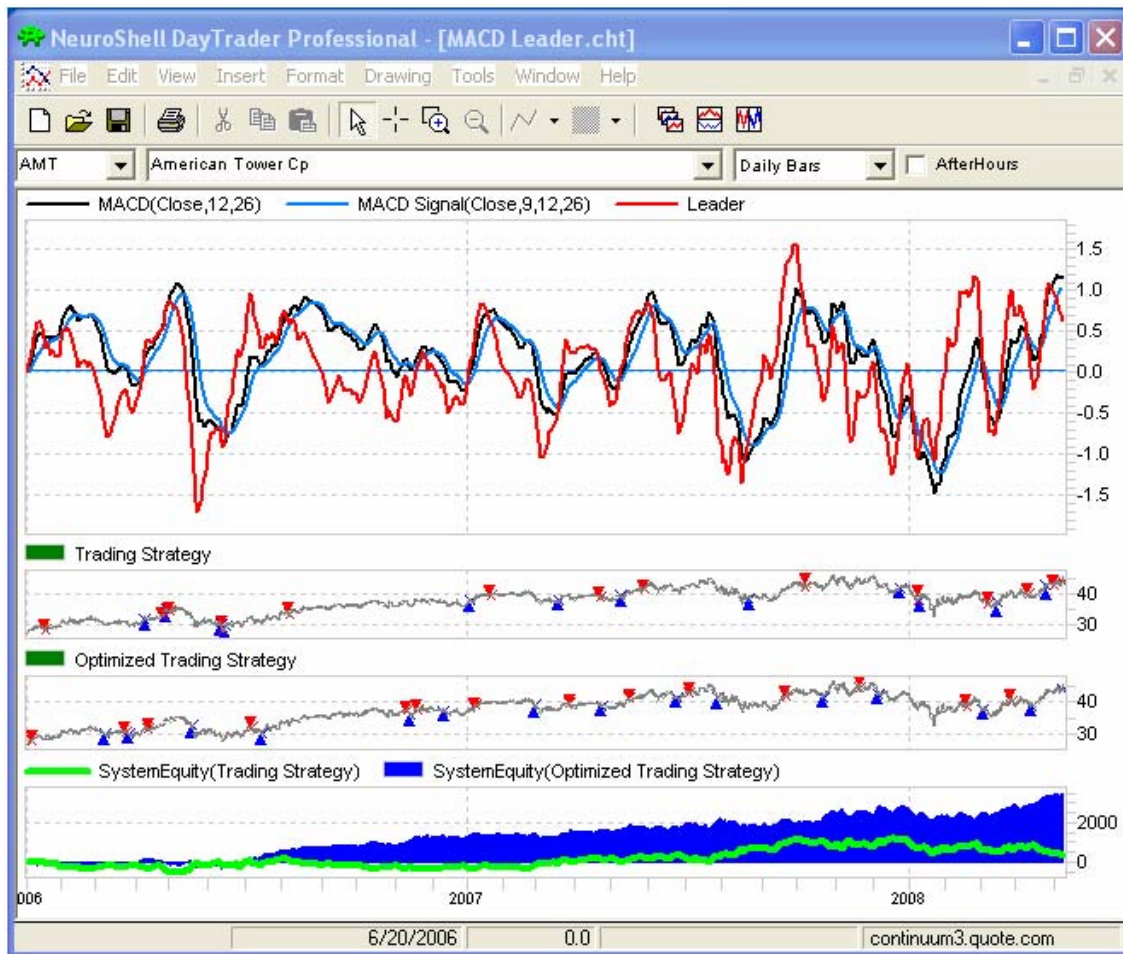 NeuroShell DayTrader Professional - [MACD Leader.cht]
File Edit View Insert Format Drawing Tools Window Help
AMT American Tower Cp Daily Bars AfterHours
MACD(Close,12,26) MACD Signal(Close,9,12,26) Leader
1.5
1.0
0.5
0.0
-0.5
-1.0
-1.5
Trading Strategy
40
30
Optimized Trading Strategy
40
30
SystemEquity(Trading Strategy) SystemEquity(Optimized Trading Strategy)
2000
0
006 2007 2008
6/20/2006 0.0 continuum3.quote.com